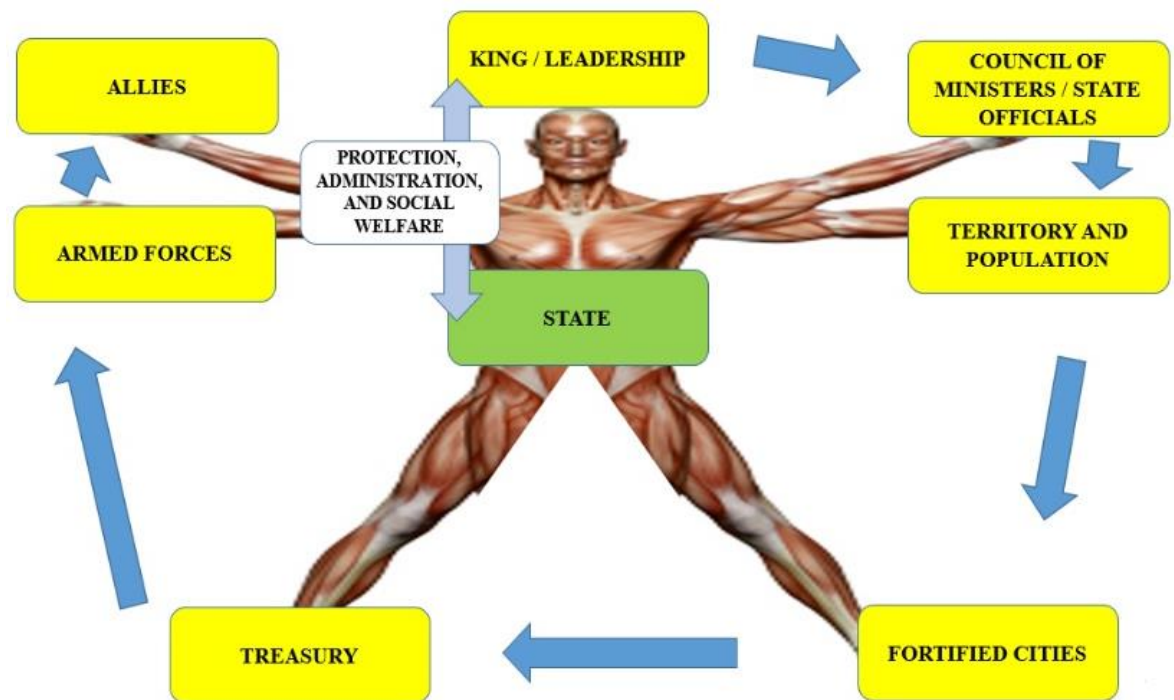 KING / LEADERSHIP
COUNCIL OF
MINISTERS / STATE
OFFICIALS
ALLIES
PROTECTION,
ADMINISTRATION,
AND SOCIAL
WELFARE
ARMED FORCES
TERRITORY AND
POPULATION
STATE
TREASURY
FORTIFIED CITIES